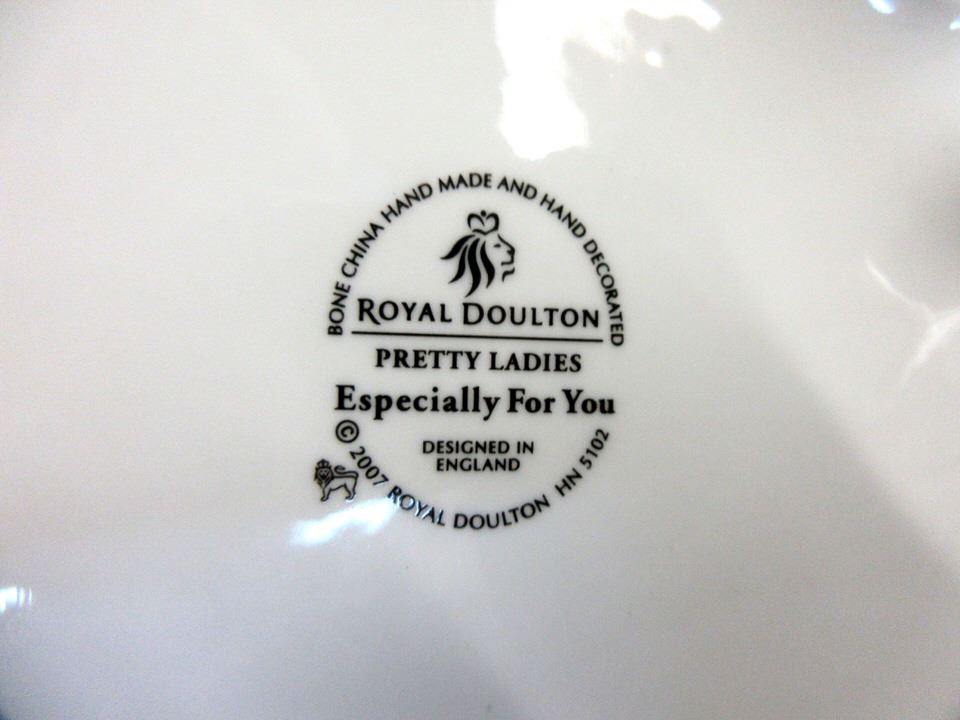 BONE CHINA HAND MADE AND HAND DECORATED
ROYAL DOULTON
PRETTY LADIES
Especially For You
DESIGNED IN
ENGLAND
© 2007 ROYAL DOULTON HN 5102